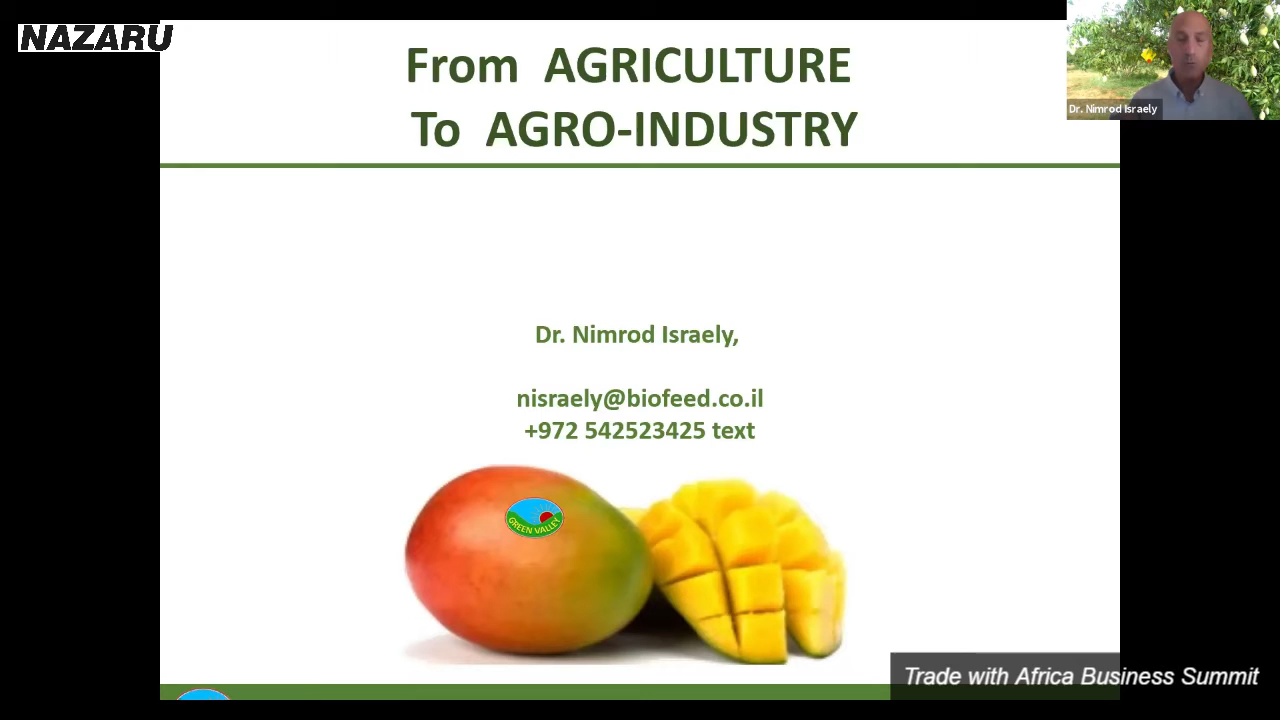 NAZARU
From AGRICULTURE
To AGRO-INDUSTRY
Dr. Nimrod Israely
Dr. Nimrod Israely,
nisraely@biofeed.co.il
+972 542523425 text
GREEN VALLEY
Trade with Africa Business Summit